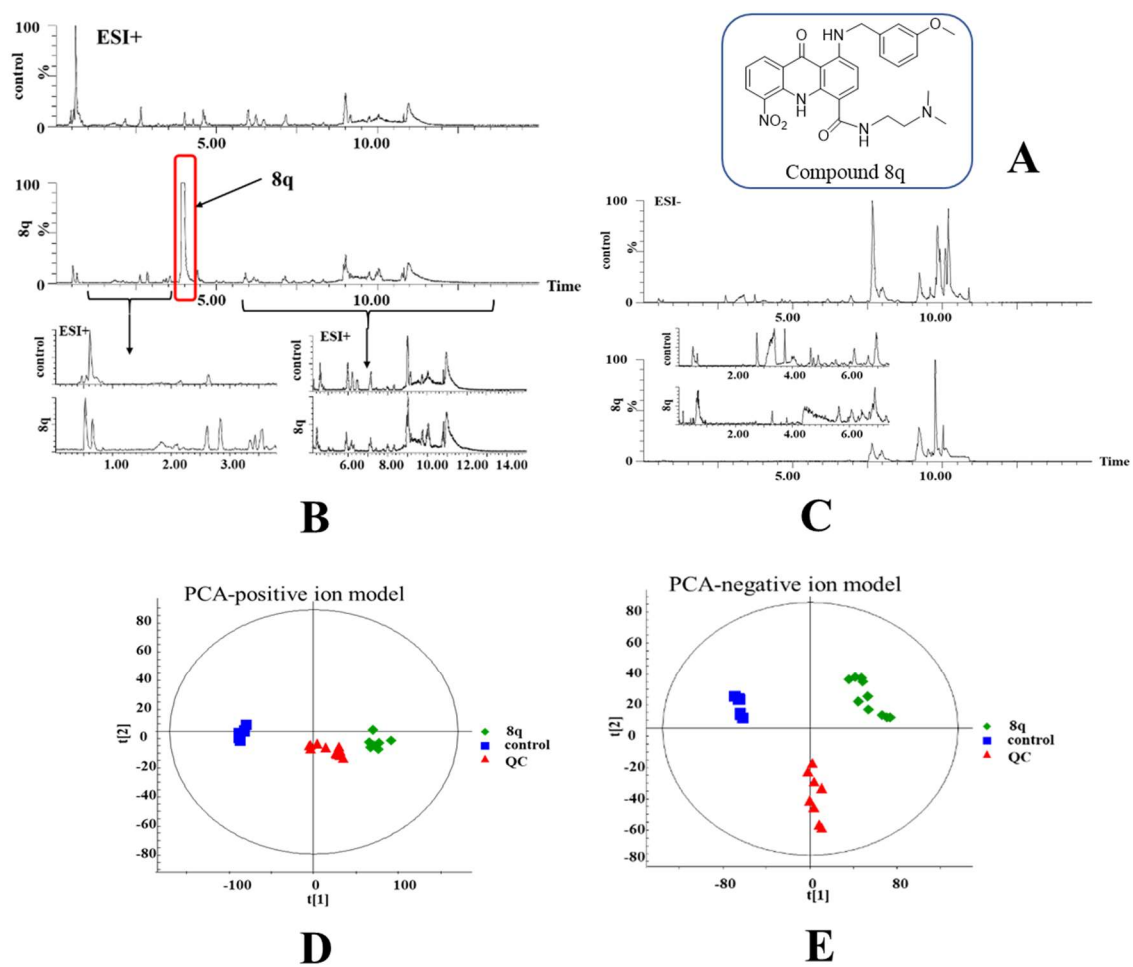 ESI+
100
control
%
0
5.00
10.00
100
8q
%
0
8q
5.00
10.00
Time
ESI+
control
8q
1.00
2.00
3.00
ESI+
control
8q
6.00
8.00
10.00
12.00
14.00
B
O
HN
O
N
H
NO2
O
NH
N
Compound 8q
A
100
ESI-
control
%
0
5.00
10.00
control
2.00
4.00
6.00
8q
2.00
4.00
6.00
100
8q
%
0
5.00
10.00
Time
C
PCA-positive ion model
80
60
40
20
0
-20
-40
-60
-80
t[2]
-100
0
100
t[1]
8q
control
QC
D
PCA-negative ion model
80
60
40
20
0
-20
-40
-60
-80
t[2]
-80
0
80
t[1]
8q
control
QC
E